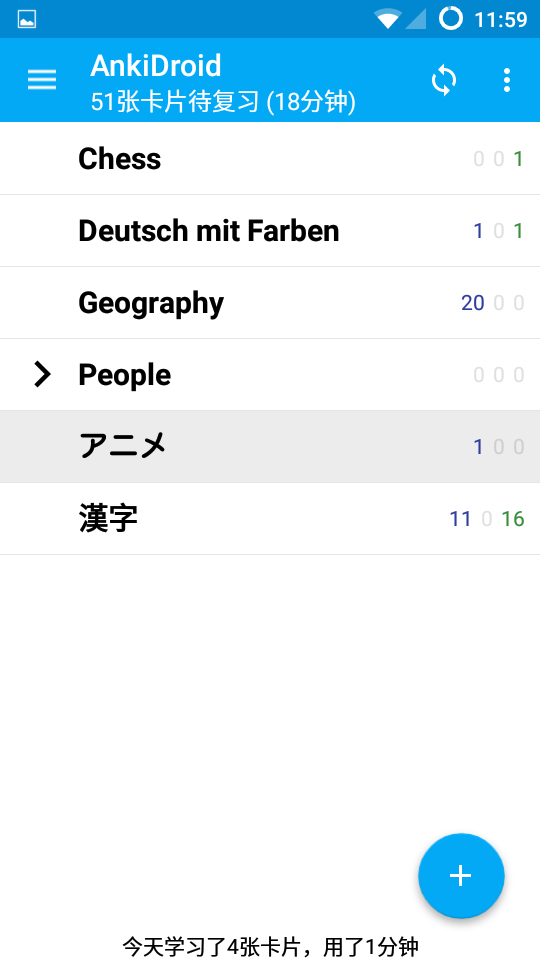 11:59
AnkiDroid
51张卡片待复习 (18分钟)
Chess 0 0 1
Deutsch mit Farben 1 0 1
Geography 20 0 0
People 0 0 0
アニメ 1 0 0
漢字 11 0 16
今天学习了4张卡片，用了1分钟